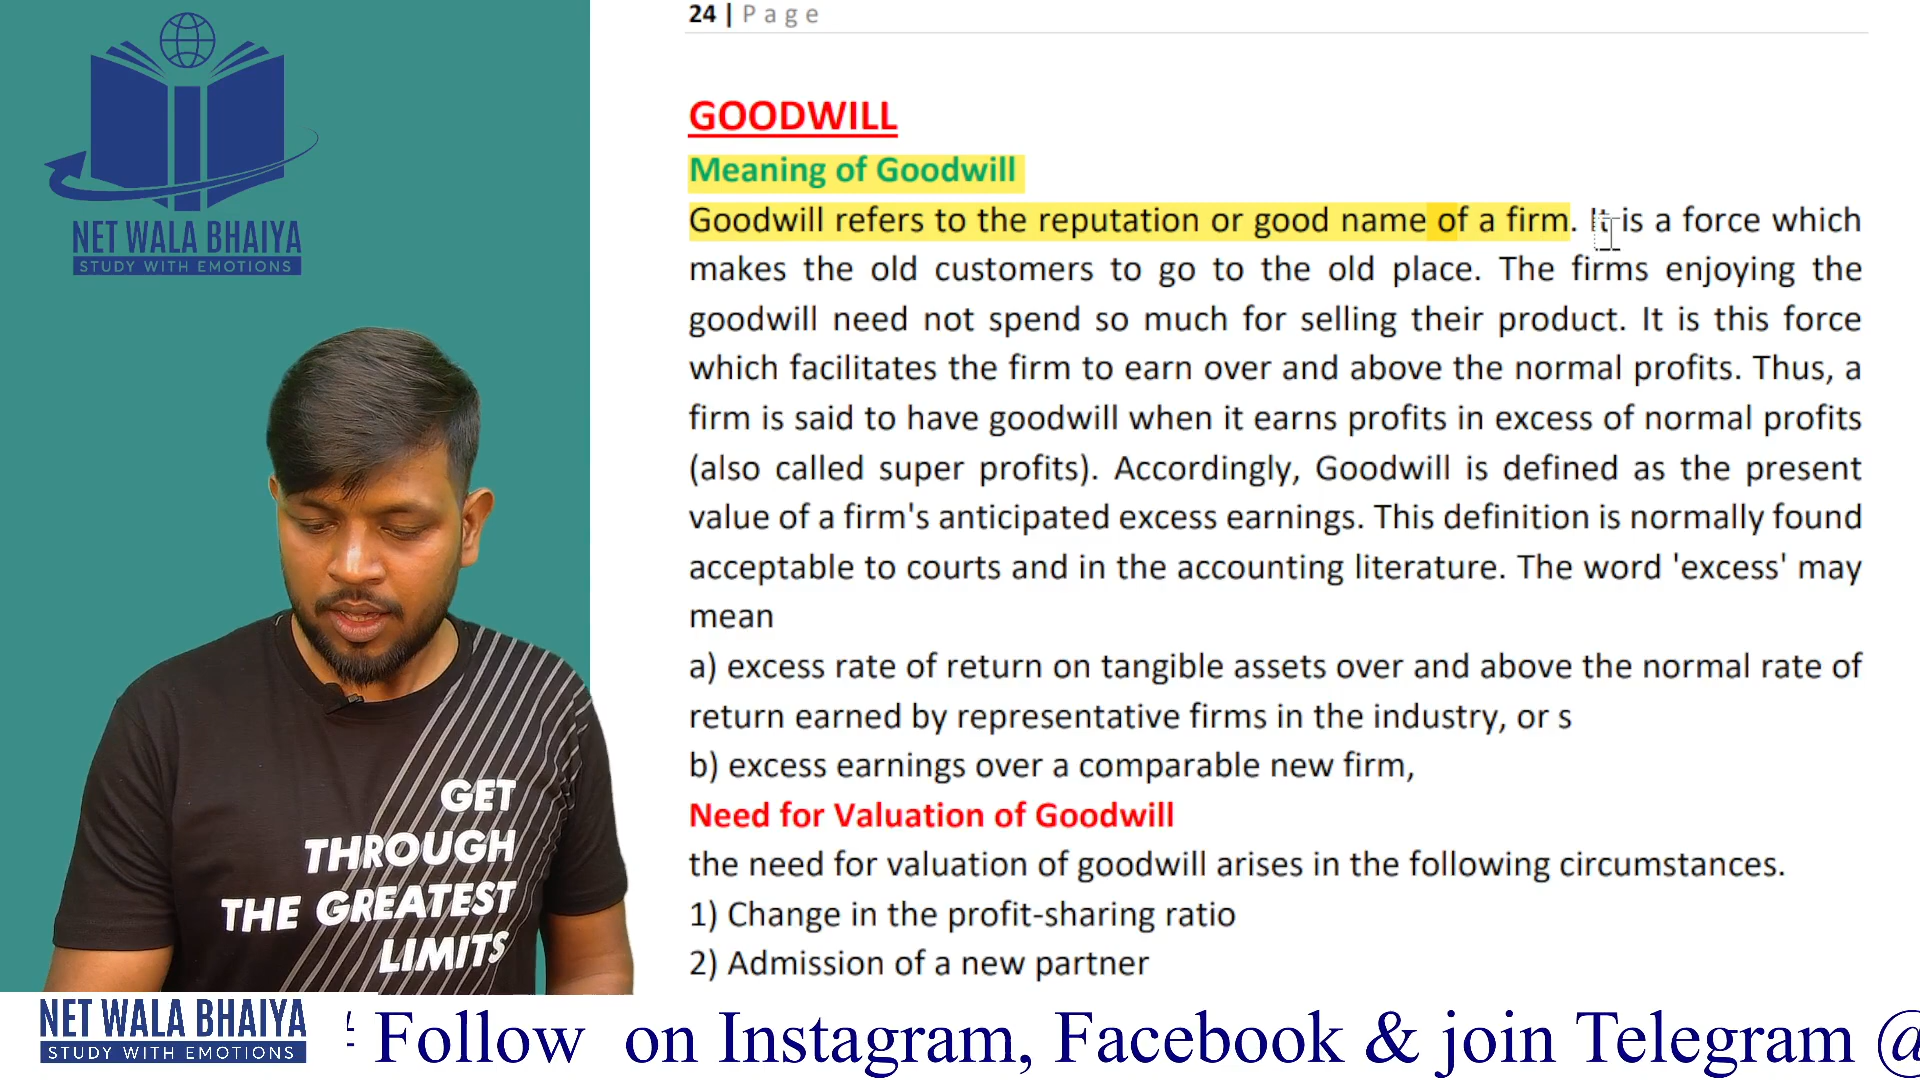 24 | Page
GOODWILL
Meaning of Goodwill
Goodwill refers to the reputation or good name of a firm. It is a force which
makes the old customers to go to the old place. The firms enjoying the
goodwill need not spend so much for selling their product. It is this force
which facilitates the firm to earn over and above the normal profits. Thus, a
firm is said to have goodwill when it earns profits in excess of normal profits
(also called super profits). Accordingly, Goodwill is defined as the present
value of a firm's anticipated excess earnings. This definition is normally found
acceptable to courts and in the accounting literature. The word 'excess' may
mean
a) excess rate of return on tangible assets over and above the normal rate of
return earned by representative firms in the industry, or s
b) excess earnings over a comparable new firm,
Need for Valuation of Goodwill
the need for valuation of goodwill arises in the following circumstances.
1) Change in the profit-sharing ratio
2) Admission of a new partner
NET WALA BHAIYA
STUDY WITH EMOTIONS
GET
THROUGH
THE GREATEST
LIMITS
NET WALA BHAIYA
STUDY WITH EMOTIONS
Follow on Instagram, Facebook & join Telegram @